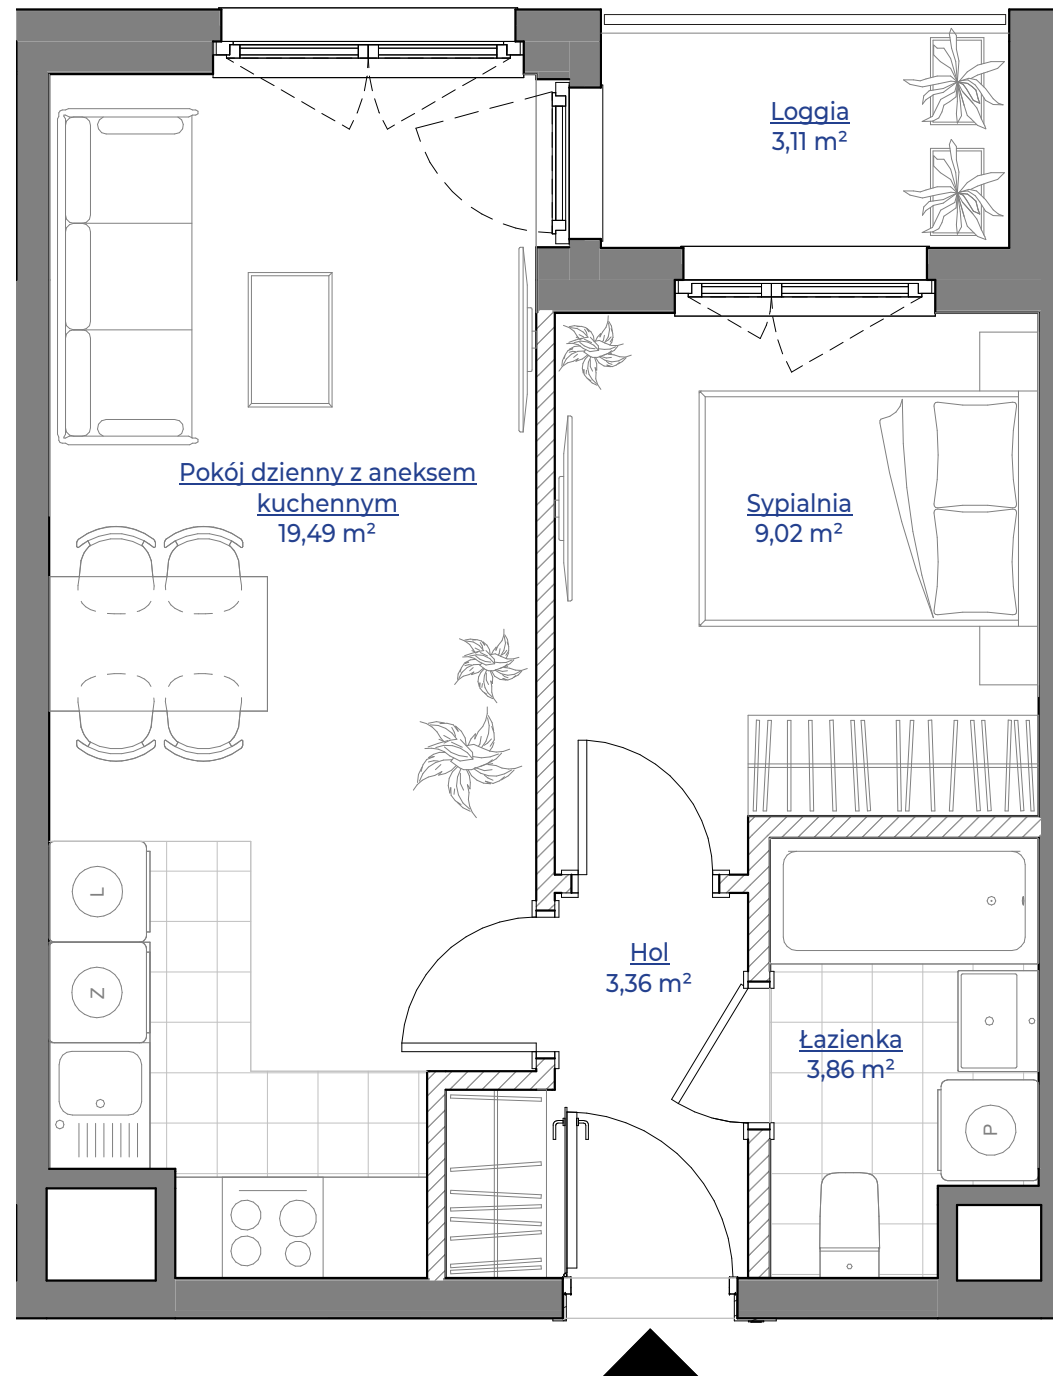 Loggia
3,11 m²
Pokój dzienny z aneksem
kuchennym
19,49 m²
Sypialnia
9,02 m²
L
Z
Hol
3,36 m²
Łazienka
3,86 m²
P